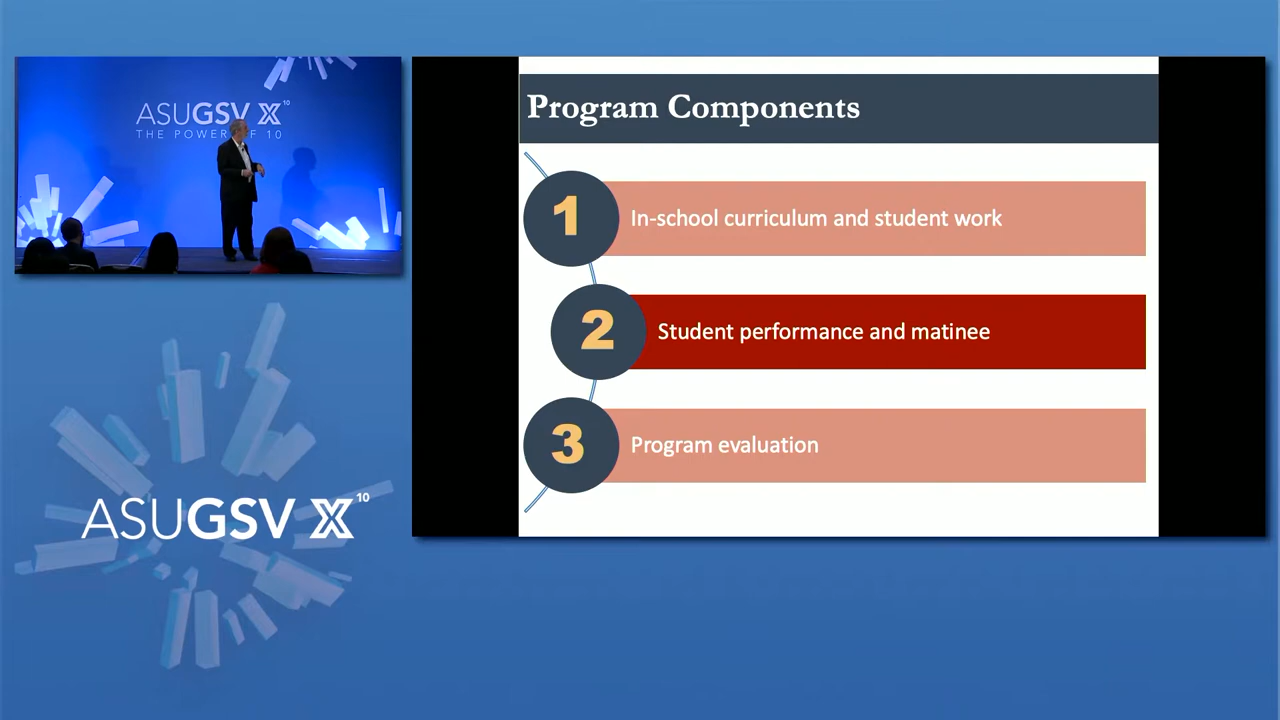 ASUGSV X 10
THE POWER OF 10
Program Components
1
In-school curriculum and student work
2
Student performance and matinee
3
Program evaluation
ASUGSV X 10